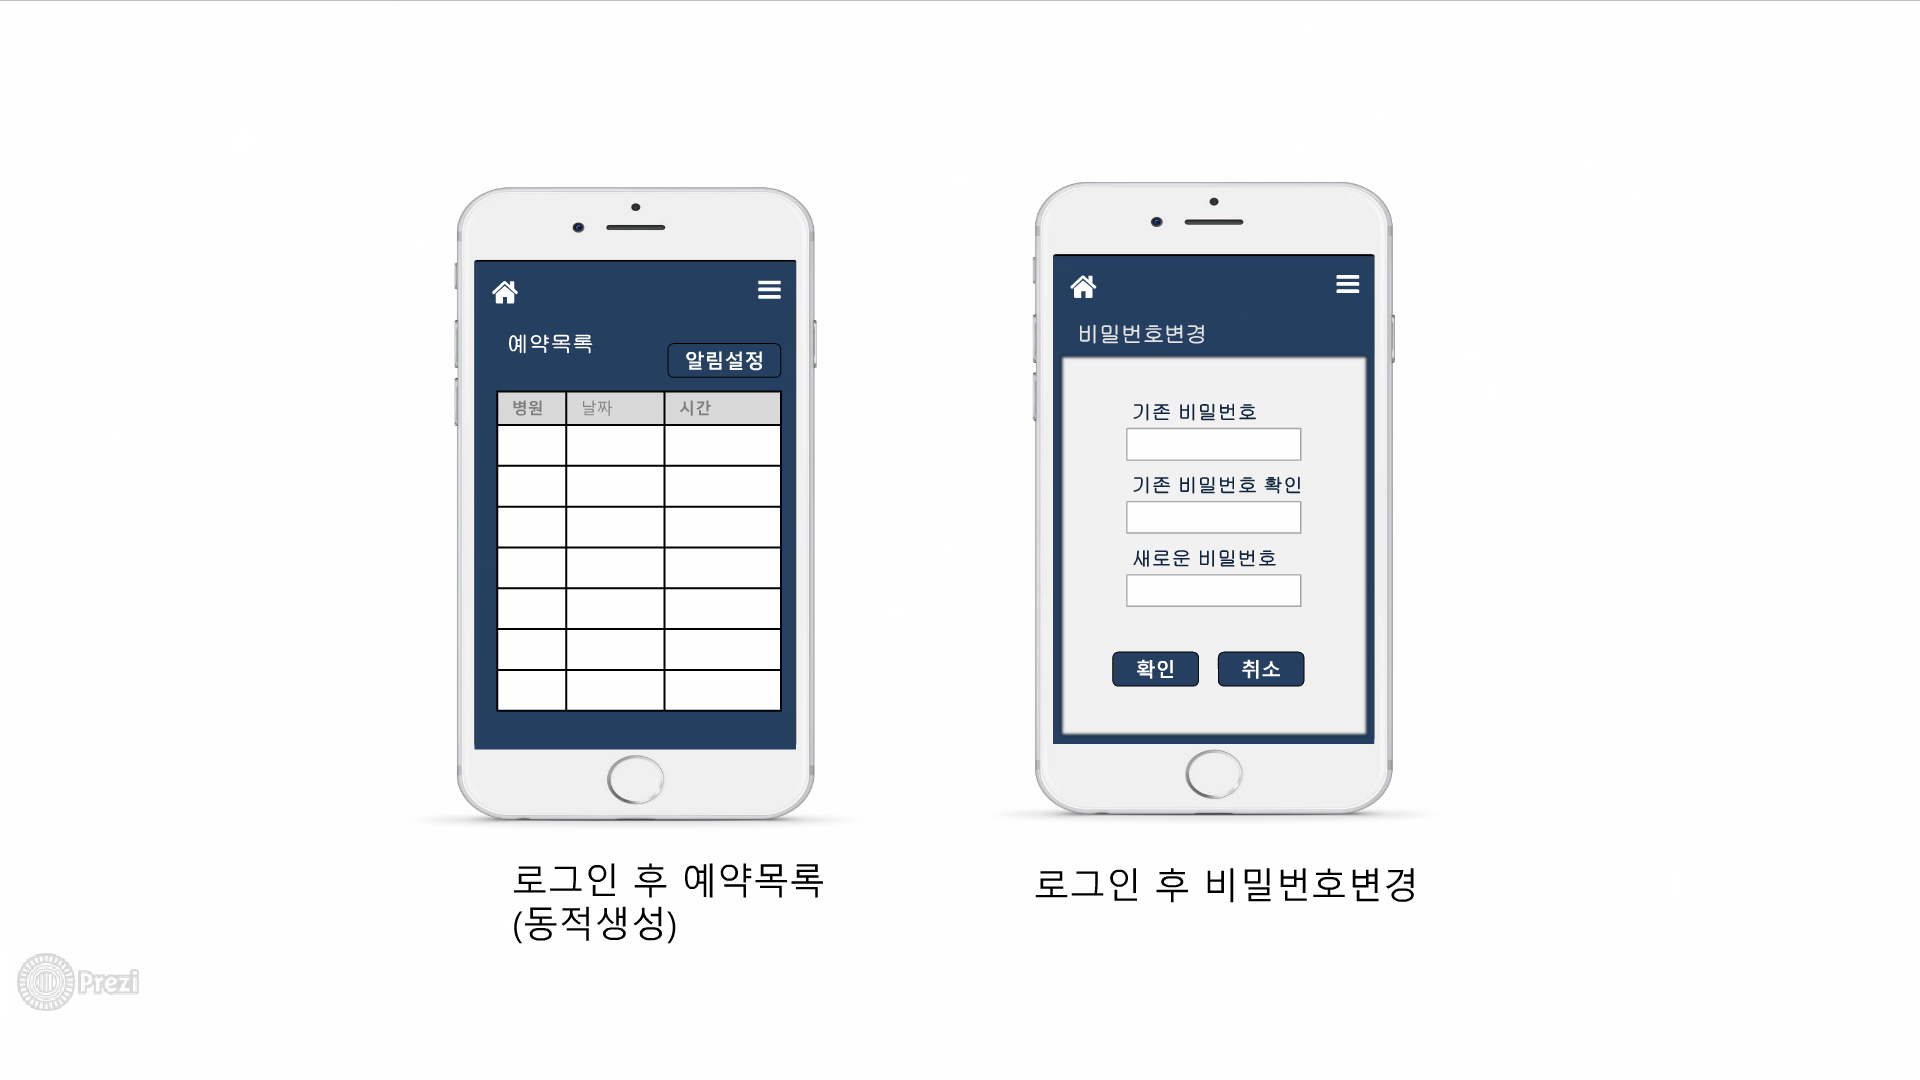 예약목록
알림설정
병원 날짜 시간
로그인 후 예약목록
(동적생성)
비밀번호변경
기존 비밀번호
기존 비밀번호 확인
새로운 비밀번호
확인 취소
로그인 후 비밀번호변경
Prezi